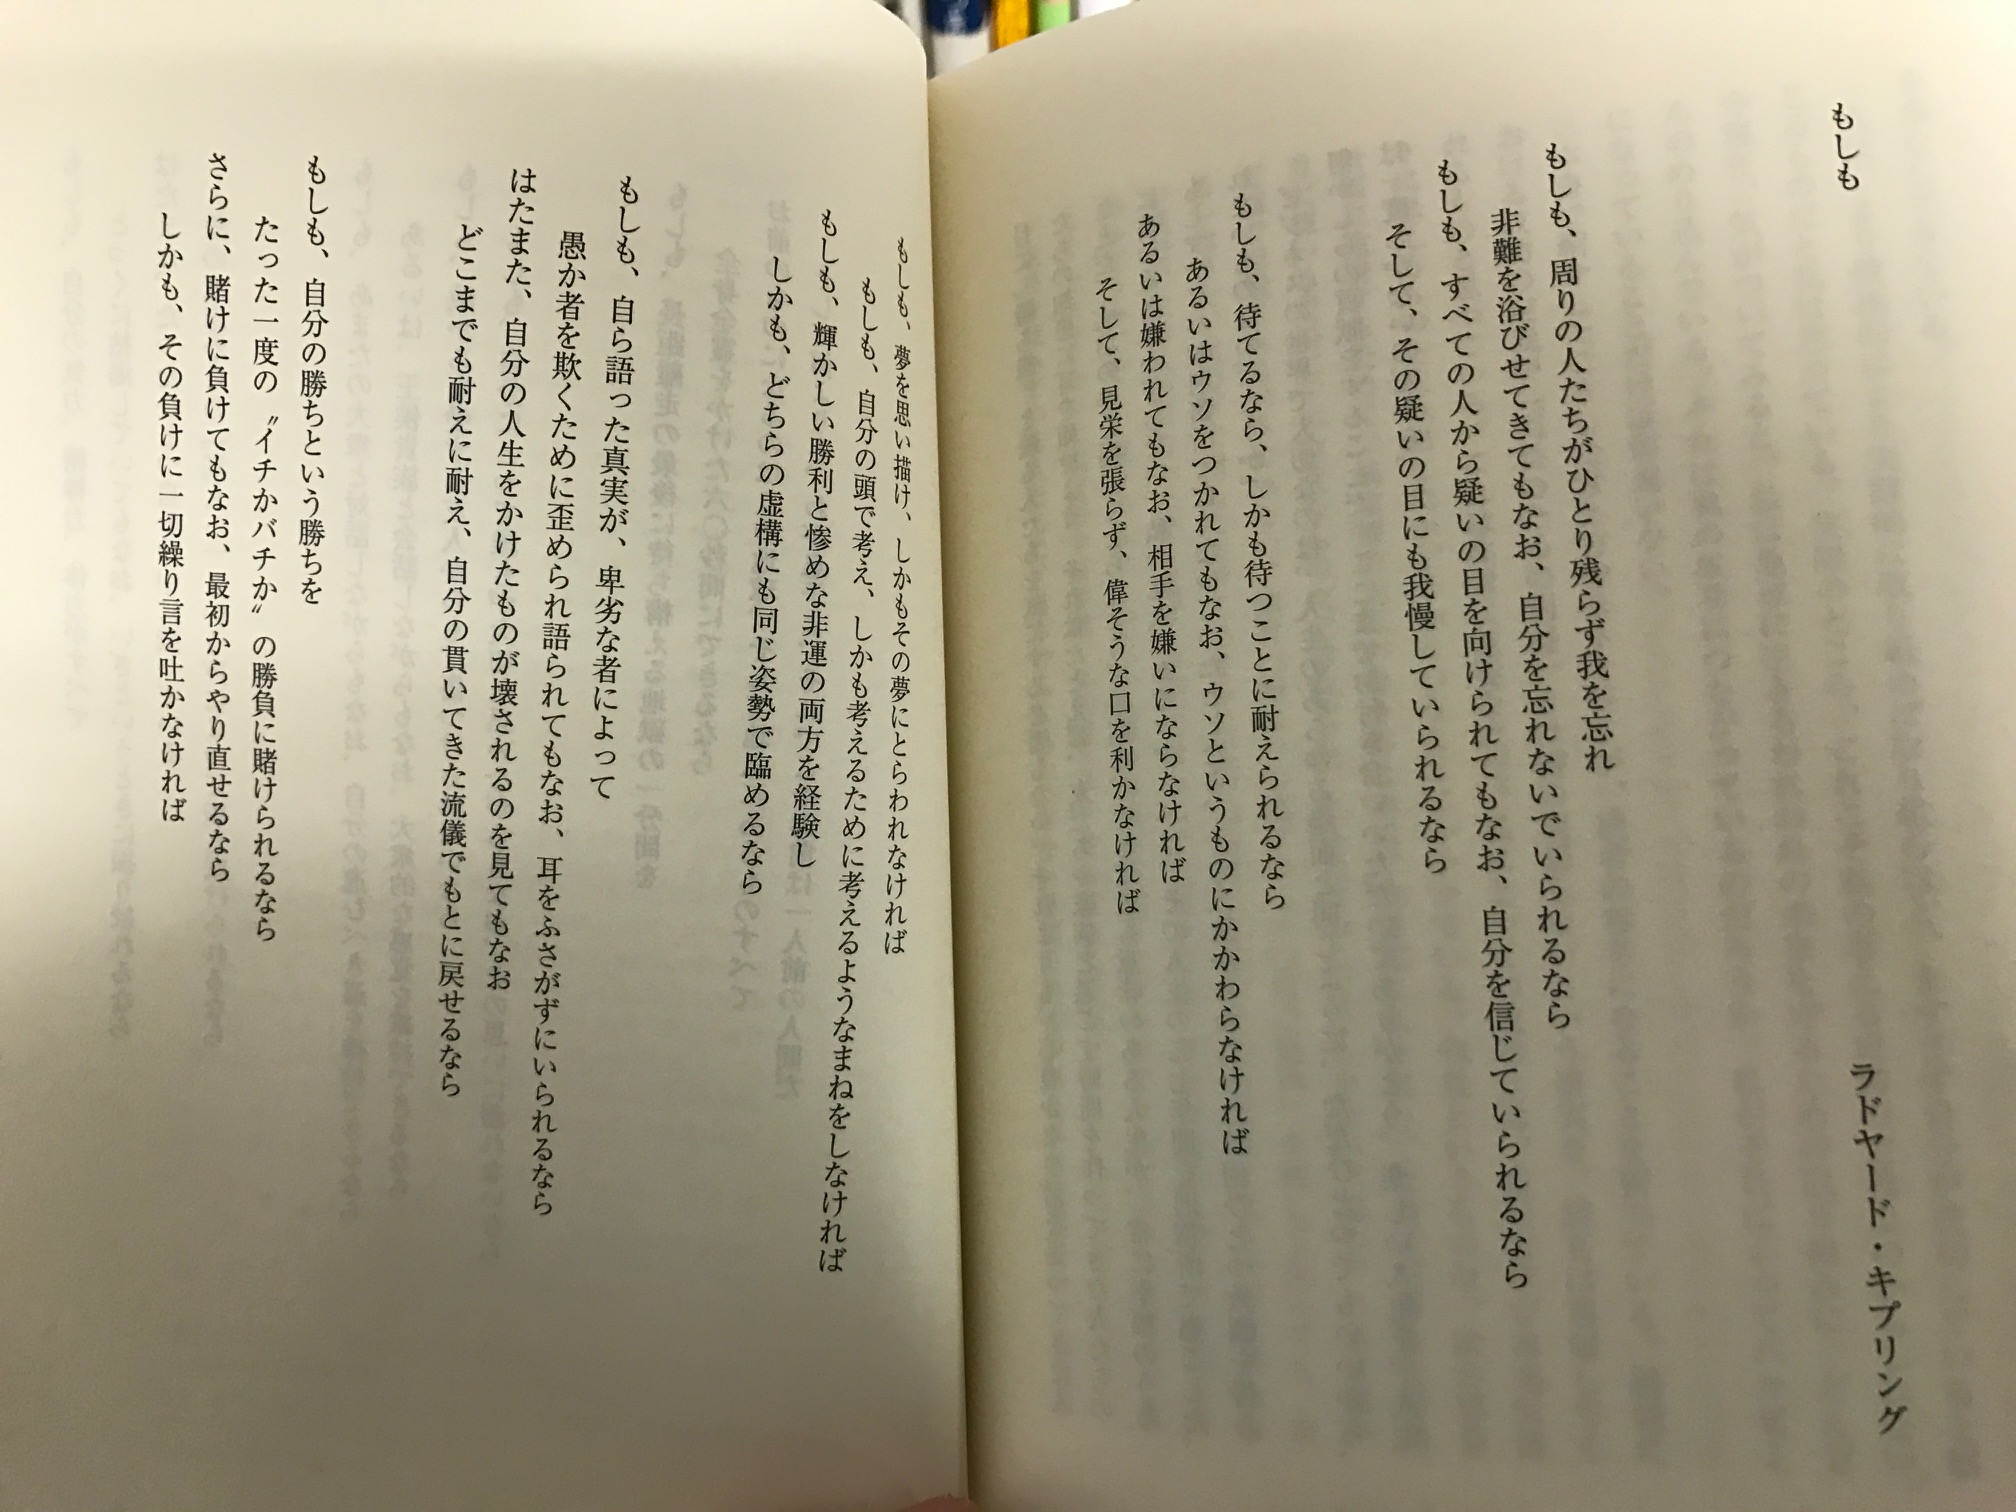 もしも
ラドヤード・キプリング
もしも、周りの人たちがひとり残らず我を忘れ
非難を浴びせてきてもなお、自分を忘れないでいられるなら
もしも、すべての人から疑いの目を向けられてもなお、自分を信じていられるなら
そして、その疑いの目にも我慢していられるなら
もしも、待てるなら、しかも待つことに耐えられるなら
あるいはウソをつかれてもなお、ウソというものにかかわらなければ
あるいは嫌われてもなお、相手を嫌いにならなければ
そして、見栄を張らず、偉そうな口を利かなければ
もしも、夢を思い描け、しかもその夢にとらわれなければ
もしも、自分の頭で考え、しかも考えるために考えるようなまねをしなければ
もしも、輝かしい勝利と惨めな非運の両方を経験し
しかも、どちらの虚構にも同じ姿勢で臨めるなら
もしも、自ら語った真実が、卑劣な者によって
愚か者を欺くために歪められ語られてもなお、耳をふさがずにいられるなら
はたまた、自分の人生をかけたものが壊されるのを見てもなお
どこまでも耐えに耐え、自分の貫いてきた流儀でもとに戻せるなら
もしも、自分の勝ちという勝ちを
たった一度の〝イチかバチか〟の勝負に賭けられるなら
さらに、賭けに負けてもなお、最初からやり直せるなら
しかも、その負けに一切繰り言を吐かなければ